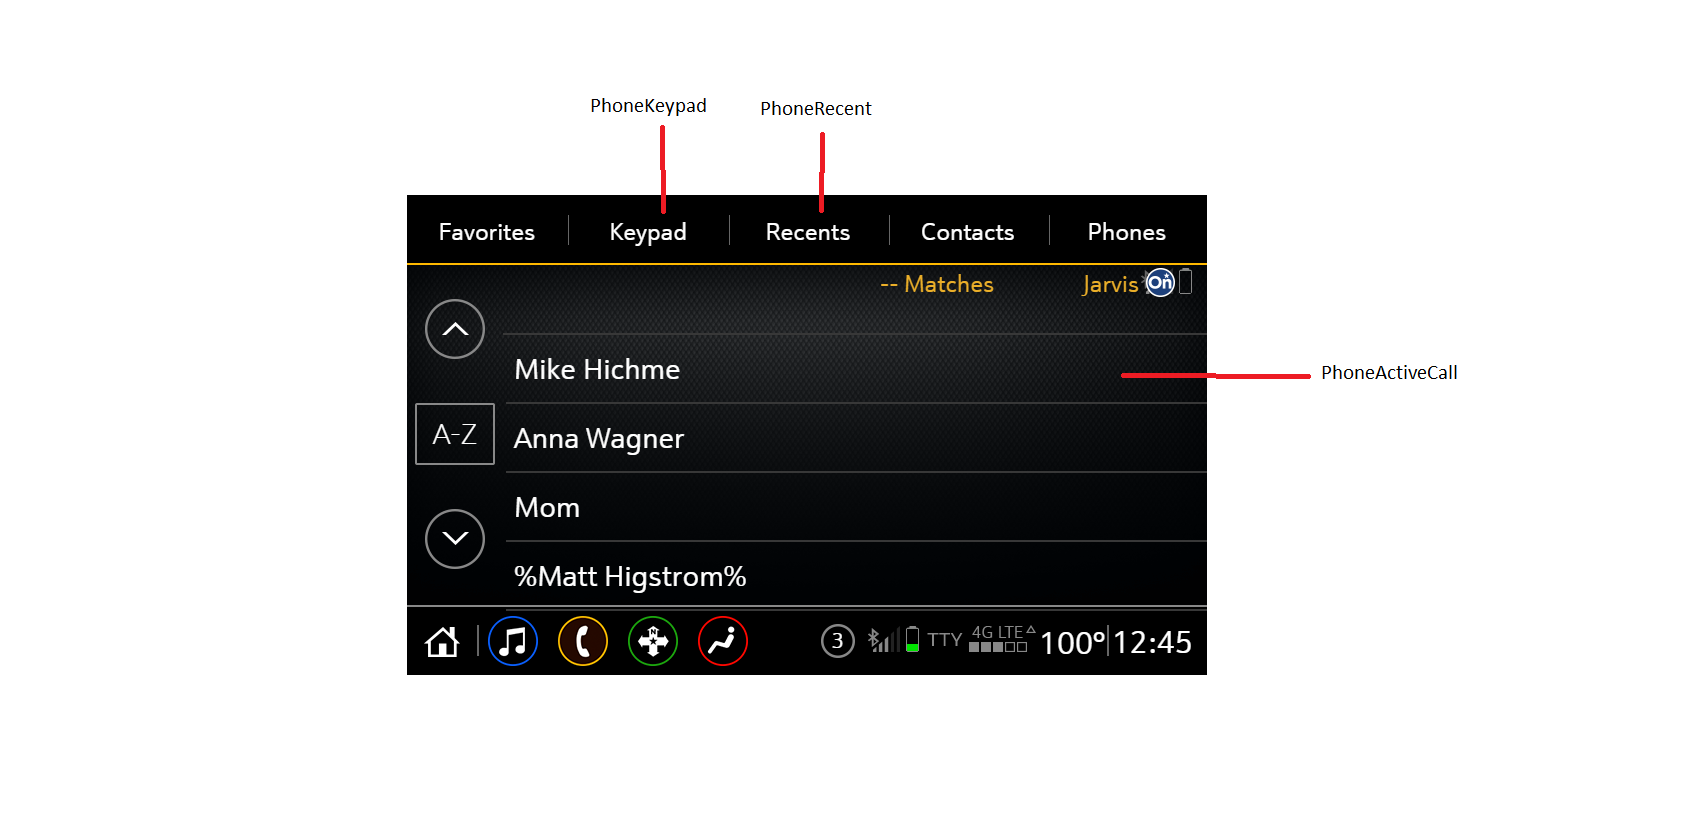 PhoneKeypad PhoneRecent
Favorites Keypad Recents Contacts Phones
-- Matches Jarvis On
Mike Hichme
PhoneActiveCall
A-Z
Anna Wagner
Mom
%Matt Higstrom%
N
3 TTY 4G LTE 100° 12:45